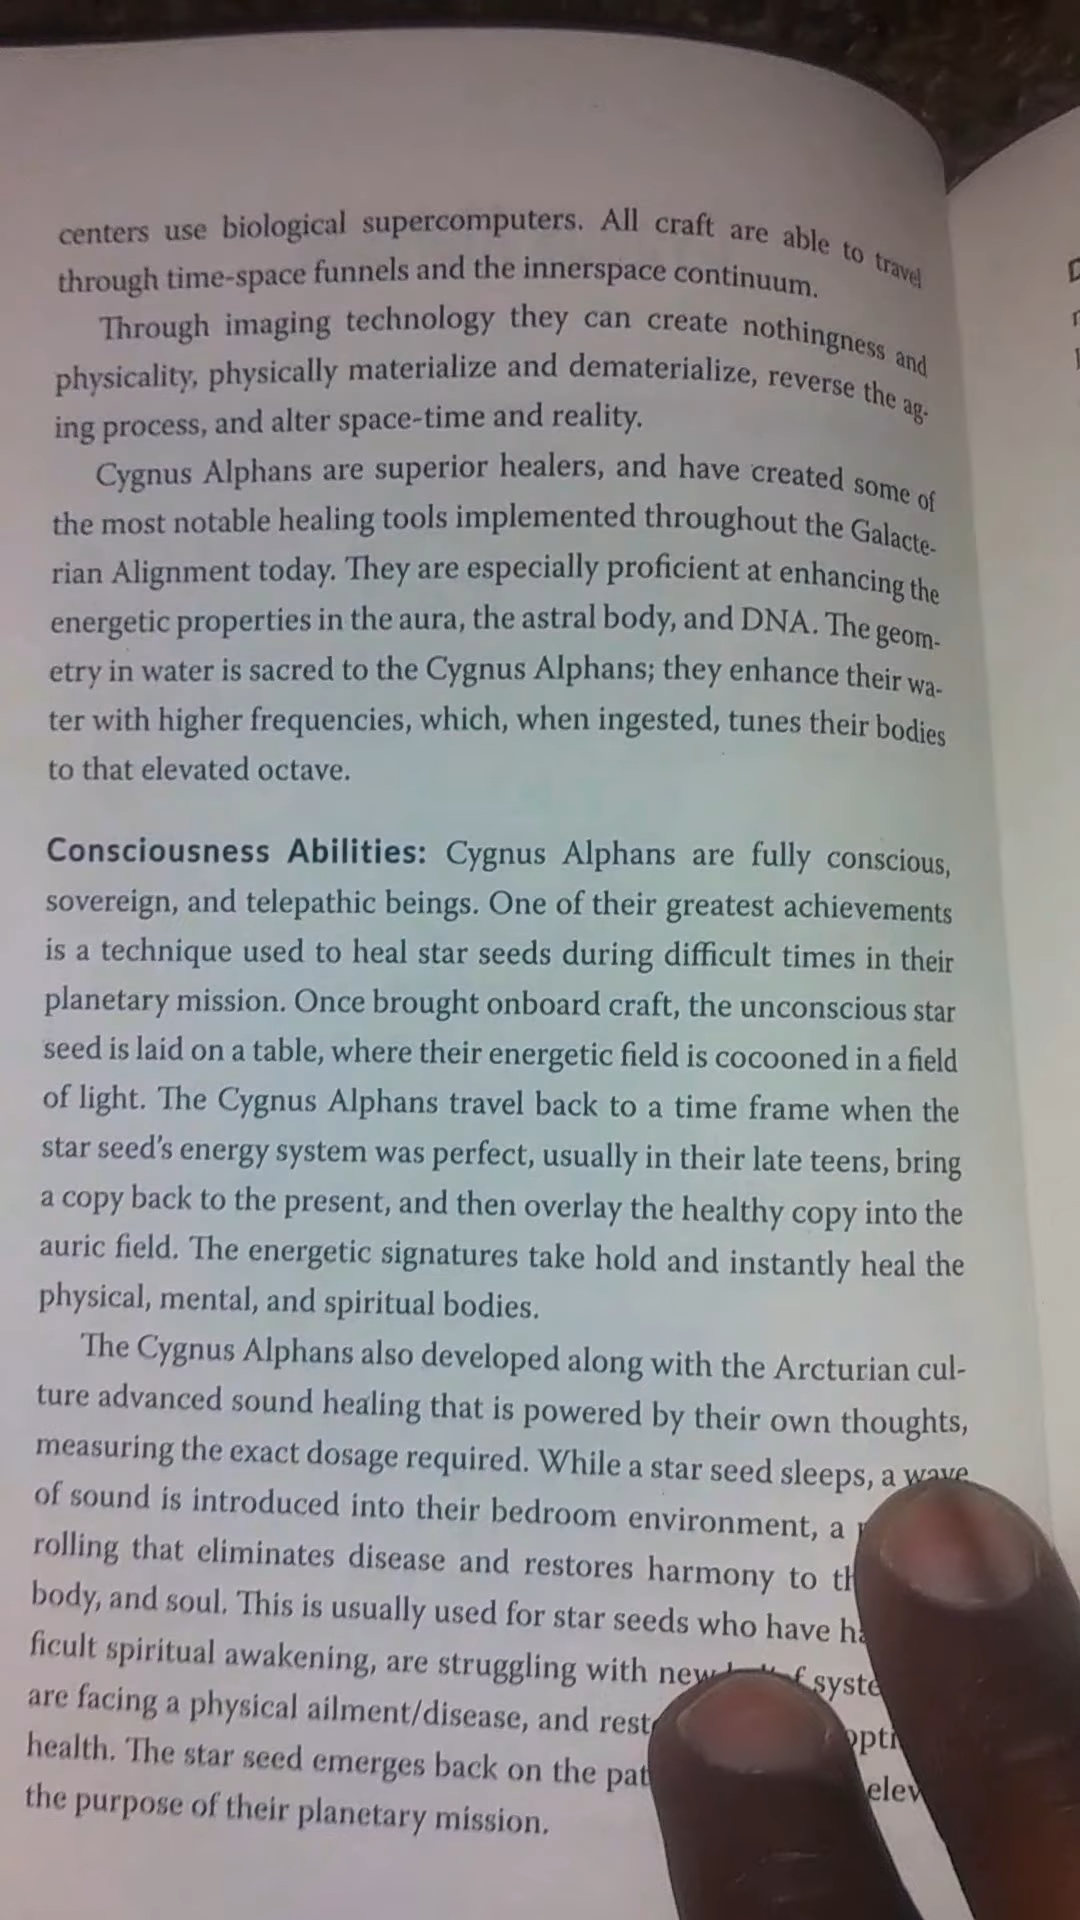 centers use biological supercomputers. All craft are able to travel
through time-space funnels and the innerspace continuum.
Through imaging technology they can create nothingness and
physicality, physically materialize and dematerialize, reverse the ag-
ing process, and alter space-time and reality.
Cygnus Alphans are superior healers, and have created some of
the most notable healing tools implemented throughout the Galacte-
rian Alignment today. They are especially proficient at enhancing the
energetic properties in the aura, the astral body, and DNA. The geom-
etry in water is sacred to the Cygnus Alphans; they enhance their wa-
ter with higher frequencies, which, when ingested, tunes their bodies
to that elevated octave.
Consciousness Abilities: Cygnus Alphans are fully conscious,
sovereign, and telepathic beings. One of their greatest achievements
is a technique used to heal star seeds during difficult times in their
planetary mission. Once brought onboard craft, the unconscious star
seed is laid on a table, where their energetic field is cocooned in a field
of light. The Cygnus Alphans travel back to a time frame when the
star seed's energy system was perfect, usually in their late teens, bring
a copy back to the present, and then overlay the healthy copy into the
auric field. The energetic signatures take hold and instantly heal the
physical, mental, and spiritual bodies.
The Cygnus Alphans also developed along with the Arcturian cul-
ture advanced sound healing that is powered by their own thoughts,
measuring the exact dosage required. While a star seed sleeps, a wave
of sound is introduced into their bedroom environment, a
rolling that eliminates disease and restores harmony to
body, and soul. This is usually used for star seeds who have
ficult spiritual awakening, are struggling with new
are facing a physical ailment/disease, and
health. The star seed emerges back on the
the purpose of their planetary mission.